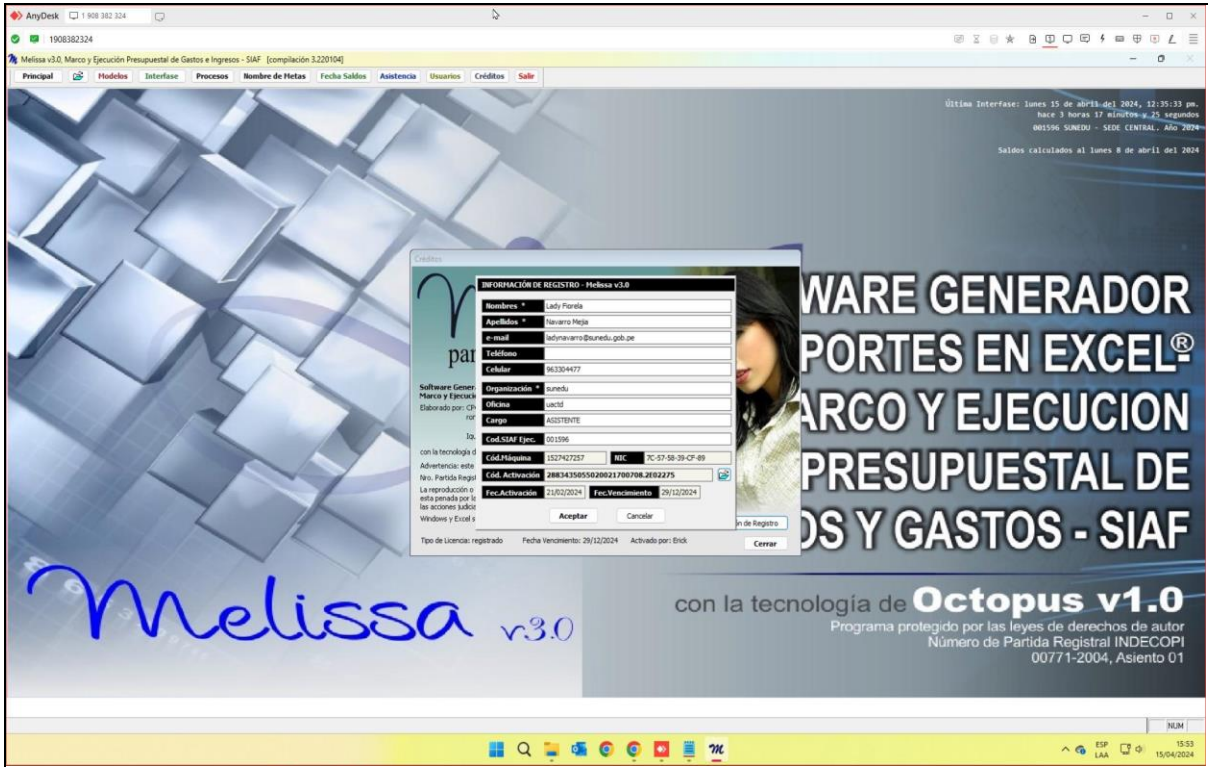 AnyDesk 1 908 382 324
1908382324
Melissa v3.0, Marco y Ejecución Presupuestal de Gastos e Ingresos - SIAF [compilación 3.220104]
Principal Modelos Interfase Procesos Nombre de Metas Fecha Saldos Asistencia Usuarios Créditos Salir
Última Interfase: lunes 15 de abril del 2024, 12:35:33 pm.
hace 3 horas 17 minutos y 25 segundos
001596 SUNEDU - SEDE CENTRAL. Año 2024
Saldos calculados al lunes 8 de abril del 2024
WARE GENERADOR
PORTES EN EXCEL®
ARCO Y EJECUCION
PRESUPUESTAL DE
OS Y GASTOS - SIAF
con la tecnología de Octopus v1.0
Programa protegido por las leyes de derechos de autor
Número de Partida Registral INDECOPI
00771-2004, Asiento 01
Créditos
par
Software Gener
Marco y Ejecuci
Elaborado por: CP
ror
Iq
con la tecnología d
Advertencia: este
Nro. Partida Regis
La reproducción o
esta penada por la
las acciones judicia
Windows y Excel s
INFORMACIÓN DE REGISTRO - Melissa v3.0
Nombres * Lady Fiorela
Apellidos * Navarro Mejia
e-mail ladynavarro@sunedu.gob.pe
Teléfono
Celular 963304477
Organización * sunedu
Oficina uactd
Cargo ASISTENTE
Cod.SIAF Ejec. 001596
Cód.Máquina 1527427257 NIC 7C-57-58-39-CF-89
Cód. Activación 2883435055020021700708.2E02275
Fec.Activación 21/02/2024 Fec.Vencimiento 29/12/2024
Aceptar Cancelar
ón de Registro
Tipo de Licencia: registrado Fecha Vencimiento: 29/12/2024 Activado por: Erick
Cerrar
Melissa v3.0
NUM
ESP
LAA
15:53
15/04/2024